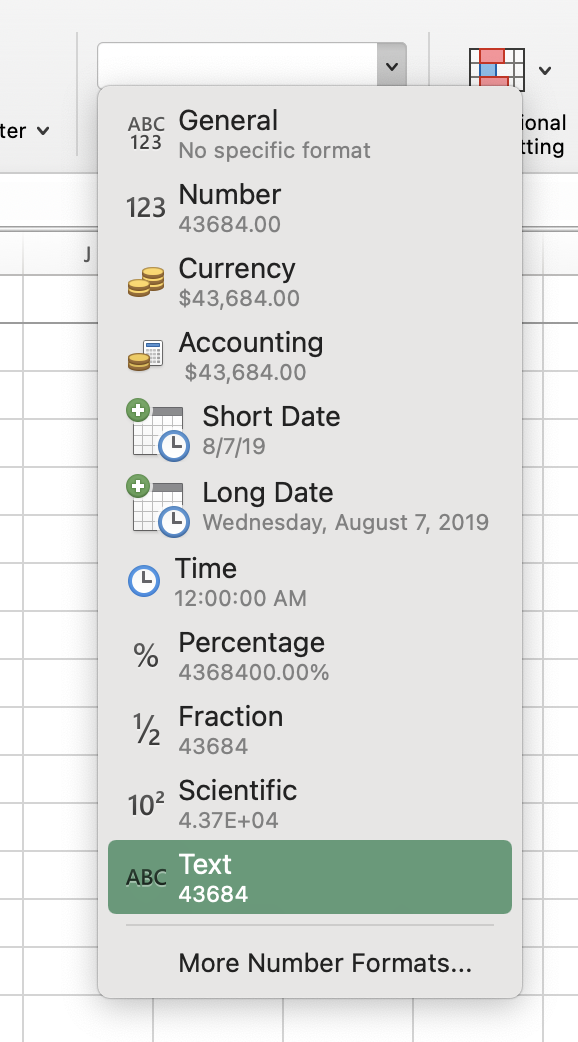 ABC
123
General
No specific format
123
Number
43684.00
Currency
$43,684.00
Accounting
$43,684.00
Short Date
8/7/19
Long Date
Wednesday, August 7, 2019
Time
12:00:00 AM
%
Percentage
4368400.00%
½
Fraction
43684
10²
Scientific
4.37E+04
ABC
Text
43684
More Number Formats...
ter
ional
tting
J